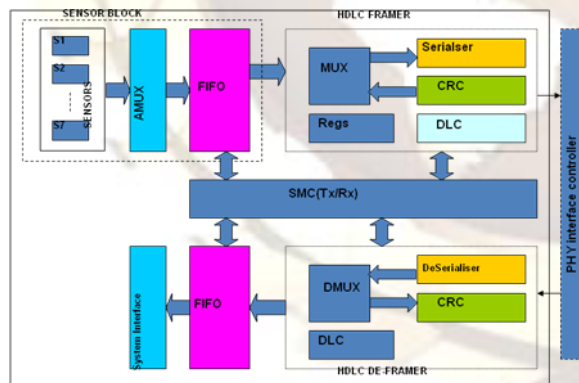 SENSOR BLOCK
HDLC FRAMER
S1
S2
S7
SENSORS
AMUX
FIFO
MUX
Serialser
CRC
Regs
DLC
SMC(Tx/Rx)
PHY interface controller
System Interface
FIFO
DMUX
DeSerialiser
CRC
DLC
HDLC DE-FRAMER